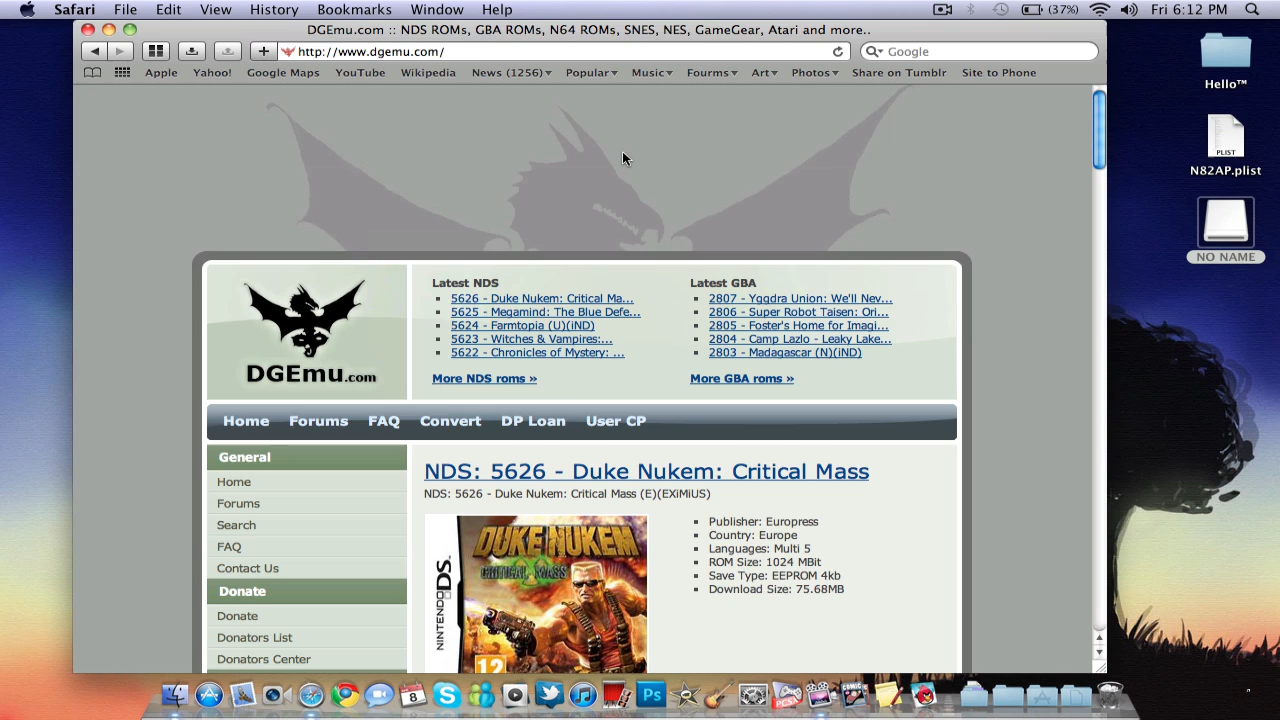 Safari File Edit View History Bookmarks Window Help (37%) Fri 6:12 PM
DGEmu.com :: NDS ROMs, GBA ROMs, N64 ROMs, SNES, NES, GameGear, Atari and more..
http://www.dgemu.com/ Google
Apple Yahoo! Google Maps YouTube Wikipedia News (1256) Popular Music Fourms Art Photos Share on Tumblr Site to Phone
Hello™
PLIST
N82AP.plist
NO NAME
DGEmu.com
Latest NDS
5626 - Duke Nukem: Critical Ma...
5625 - Megamind: The Blue Defe...
5624 - Farmtopia (U)(iND)
5623 - Witches & Vampires:...
5622 - Chronicles of Mystery: ...
More NDS roms »
Latest GBA
2807 - Yggdra Union: We'll Nev...
2806 - Super Robot Taisen: Ori...
2805 - Foster's Home for Imagi...
2804 - Camp Lazlo - Leaky Lake...
2803 - Madagascar (N)(iND)
More GBA roms »
Home Forums FAQ Convert DP Loan User CP
General
Home
Forums
Search
FAQ
Contact Us
Donate
Donate
Donators List
Donators Center
NDS: 5626 - Duke Nukem: Critical Mass
NDS: 5626 - Duke Nukem: Critical Mass (E)(EXiMiUS)
NINTENDO DS
DUKE NUKEM
CRITICAL MASS
12
Publisher: Europress
Country: Europe
Languages: Multi 5
ROM Size: 1024 MBit
Save Type: EEPROM 4kb
Download Size: 75.68MB
8
Ps
PCSX